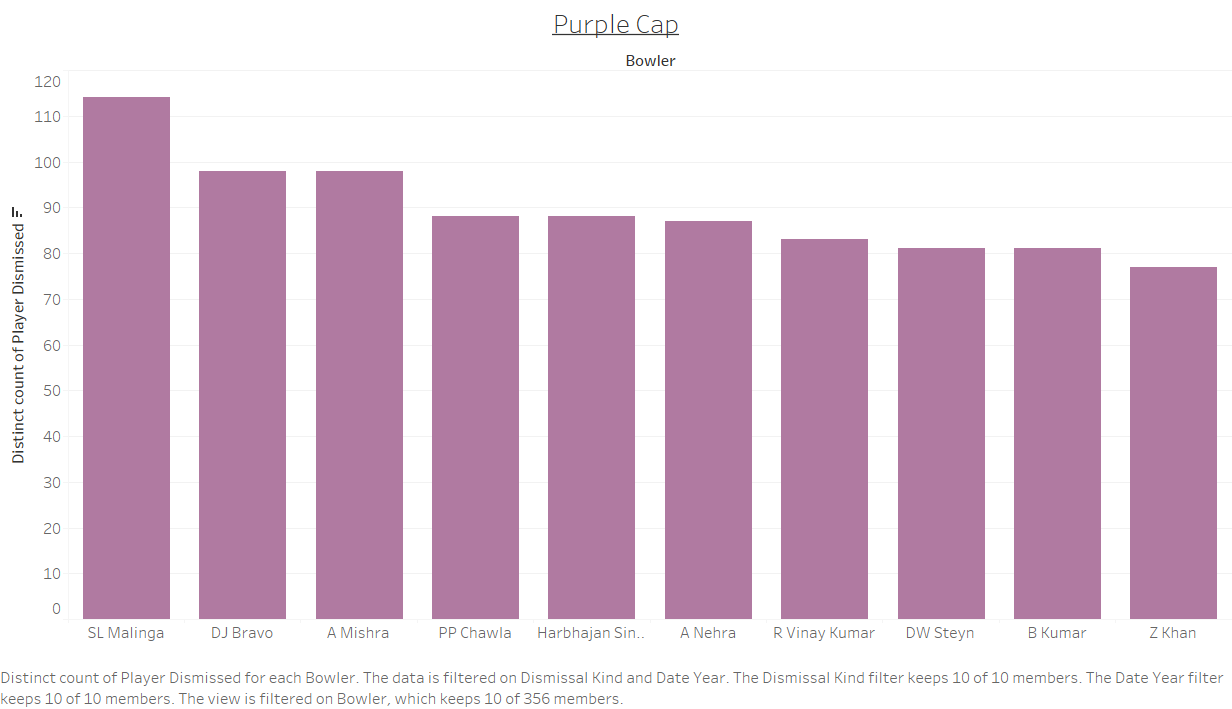 Purple Cap
Bowler
120
110
100
90
80
70
60
50
40
30
20
10
0
Distinct count of Player Dismissed
SL Malinga DJ Bravo A Mishra PP Chawla Harbhajan Sin.. A Nehra R Vinay Kumar DW Steyn B Kumar Z Khan
Distinct count of Player Dismissed for each Bowler. The data is filtered on Dismissal Kind and Date Year. The Dismissal Kind filter keeps 10 of 10 members. The Date Year filter
keeps 10 of 10 members. The view is filtered on Bowler, which keeps 10 of 356 members.